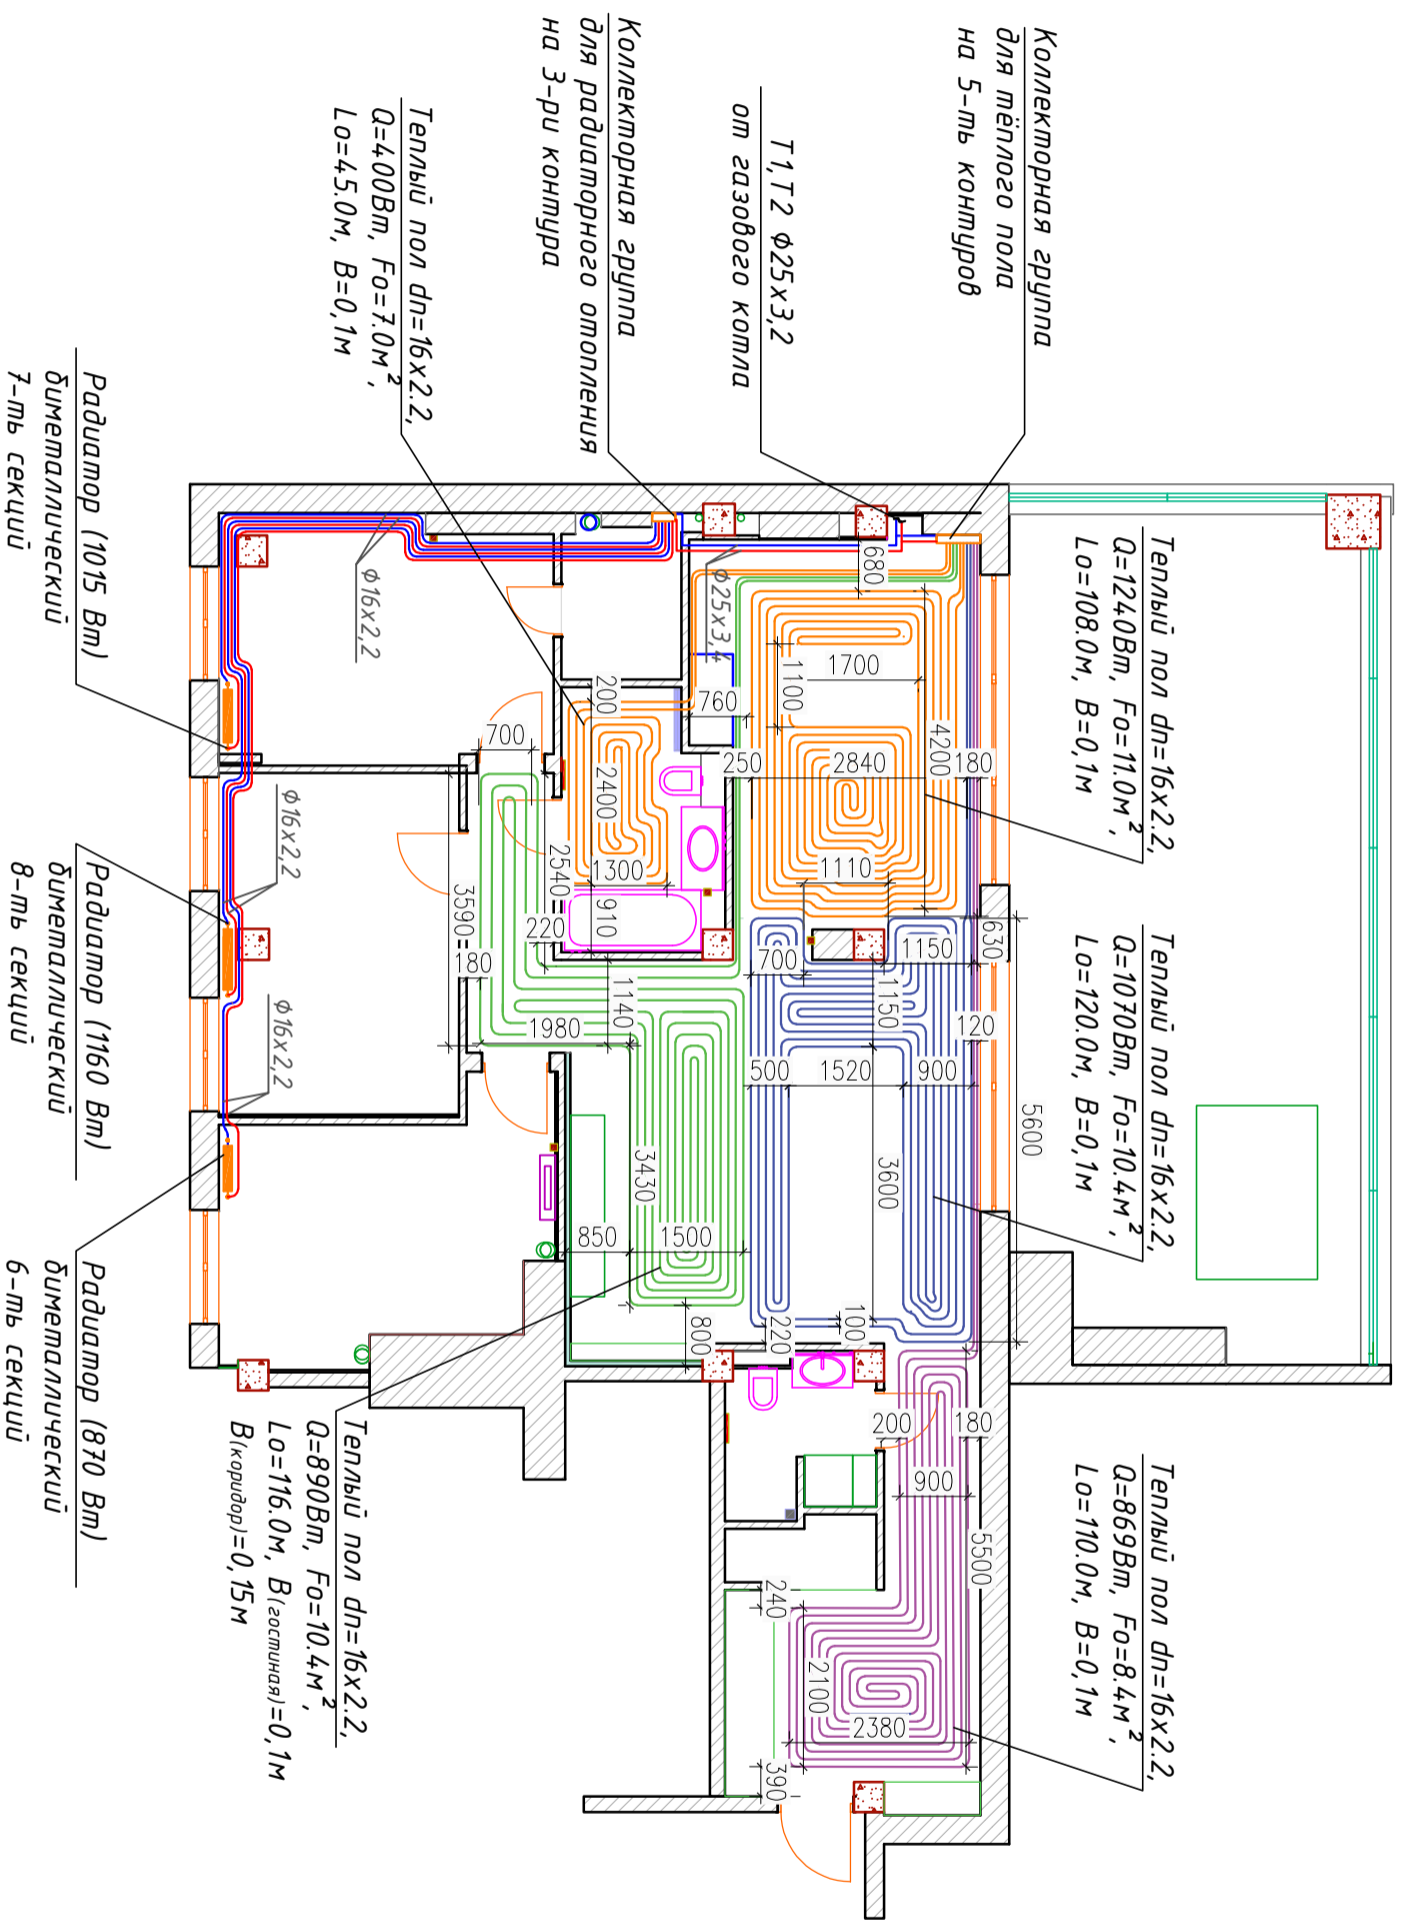 Коллекторная группа
для тёплого пола
на 5-ть контуров
Т1,Т2 ф25х3,2
от газового котла
Коллекторная группа
для радиаторного отопления
на 3-ри контура
Теплый пол dп=16х2.2,
Q=400Вт, Fo=7.0м²,
Lo=45.0м, В=0,1м
Теплый пол dп=16х2.2,
Q=1240Вт, Fo=11.0м²,
Lo=108.0м, В=0,1м
Теплый пол dп=16х2.2,
Q=1070Вт, Fo=10.4м²,
Lo=120.0м, В=0,1м
Теплый пол dп=16х2.2,
Q=869Вт, Fo=8.4м²,
Lo=110.0м, В=0,1м
Теплый пол dп=16х2.2,
Q=890Вт, Fo=10.4м²,
Lo=116.0м, В(гостиная)=0,1м
В(коридор)=0,15м
Радиатор (1015 Вт)
биметаллический
7-ть секций
Радиатор (1160 Вт)
биметаллический
8-ть секций
Радиатор (870 Вт)
биметаллический
6-ть секций
ф16х2,2
ф16х2,2
ф16х2,2
ф25х3,4
680
1700
1100
4200
180
760
250
2840
1110
200
2400
1300
910
700
2540
220
3590
180
1140
1980
700
1150
1150
630
120
500
1520
900
5600
3600
3430
850
1500
800
220
100
200
180
900
5500
240
2100
2380
390